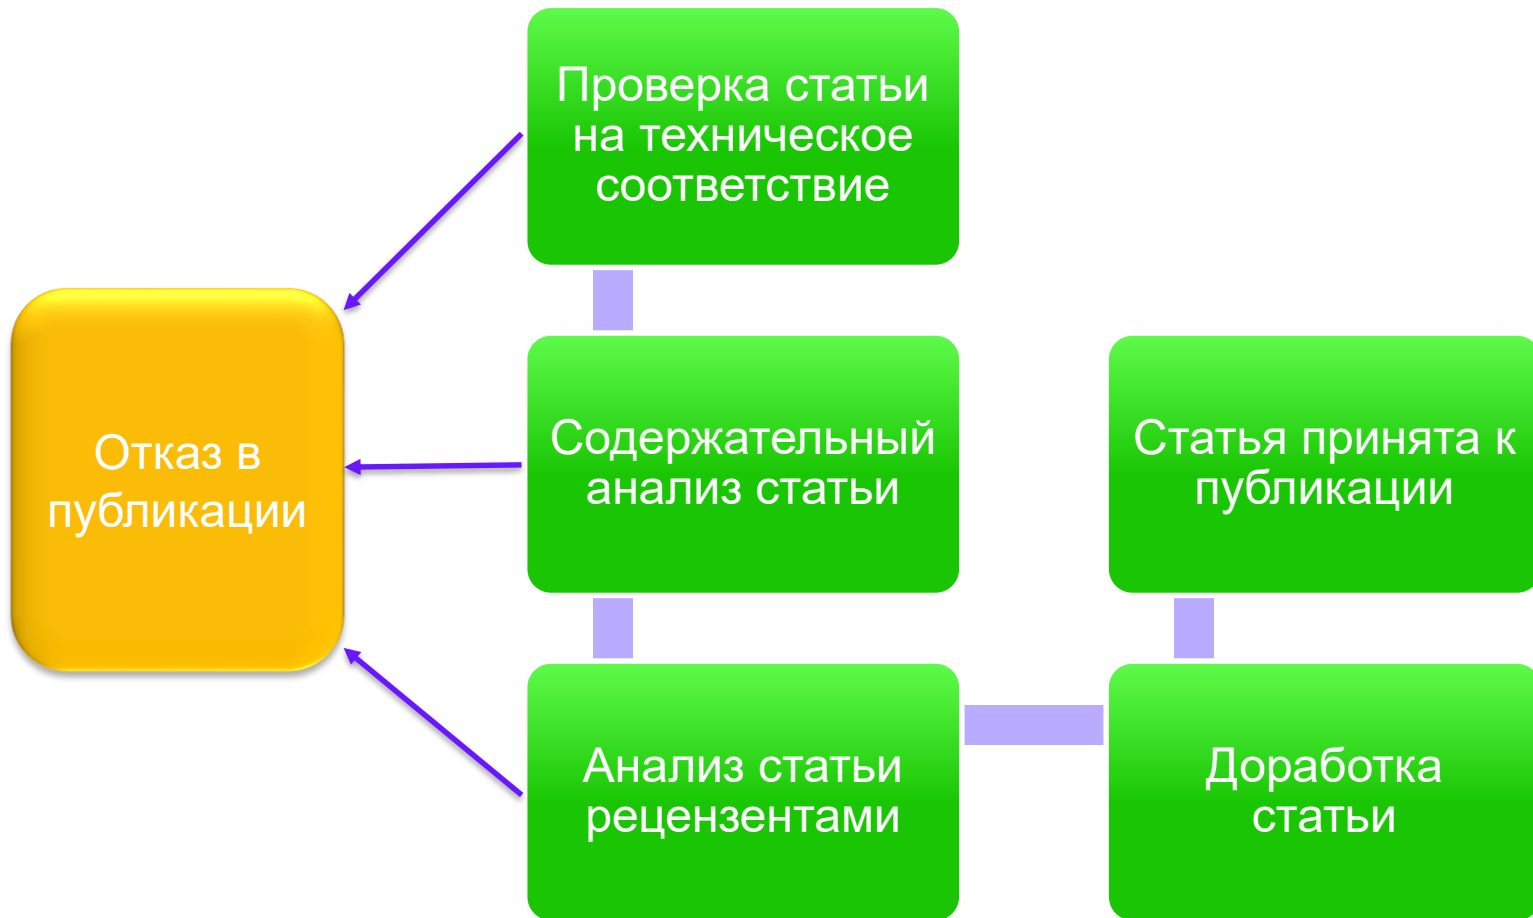 Проверка статьи
на техническое
соответствие
Отказ в
публикации
Содержательный
анализ статьи
Статья принята к
публикации
Анализ статьи
рецензентами
Доработка
статьи